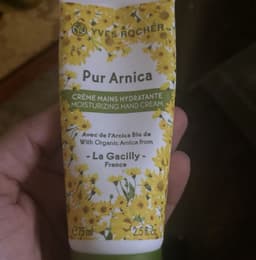 YVES ROCHER
Pur Arnica
CRÈME MAINS HYDRATANTE
MOISTURIZING HAND CREAM
Avec de l'Arnica Bio de
With Organic Arnica from
- La Gacilly -
France
75ml 2.5 fl.oz